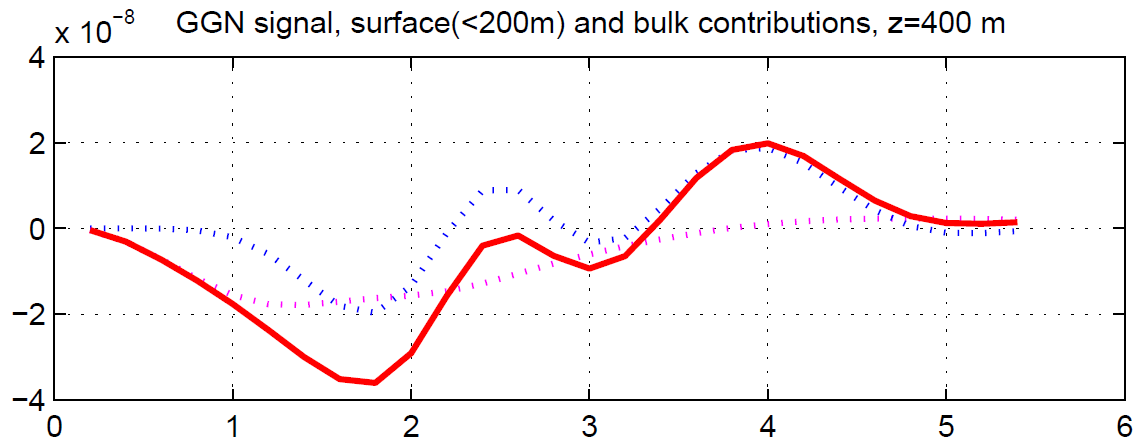 GGN signal, surface(<200m) and bulk contributions, z=400 m
x 10⁻⁸
4
2
0
−2
−4
0 1 2 3 4 5 6